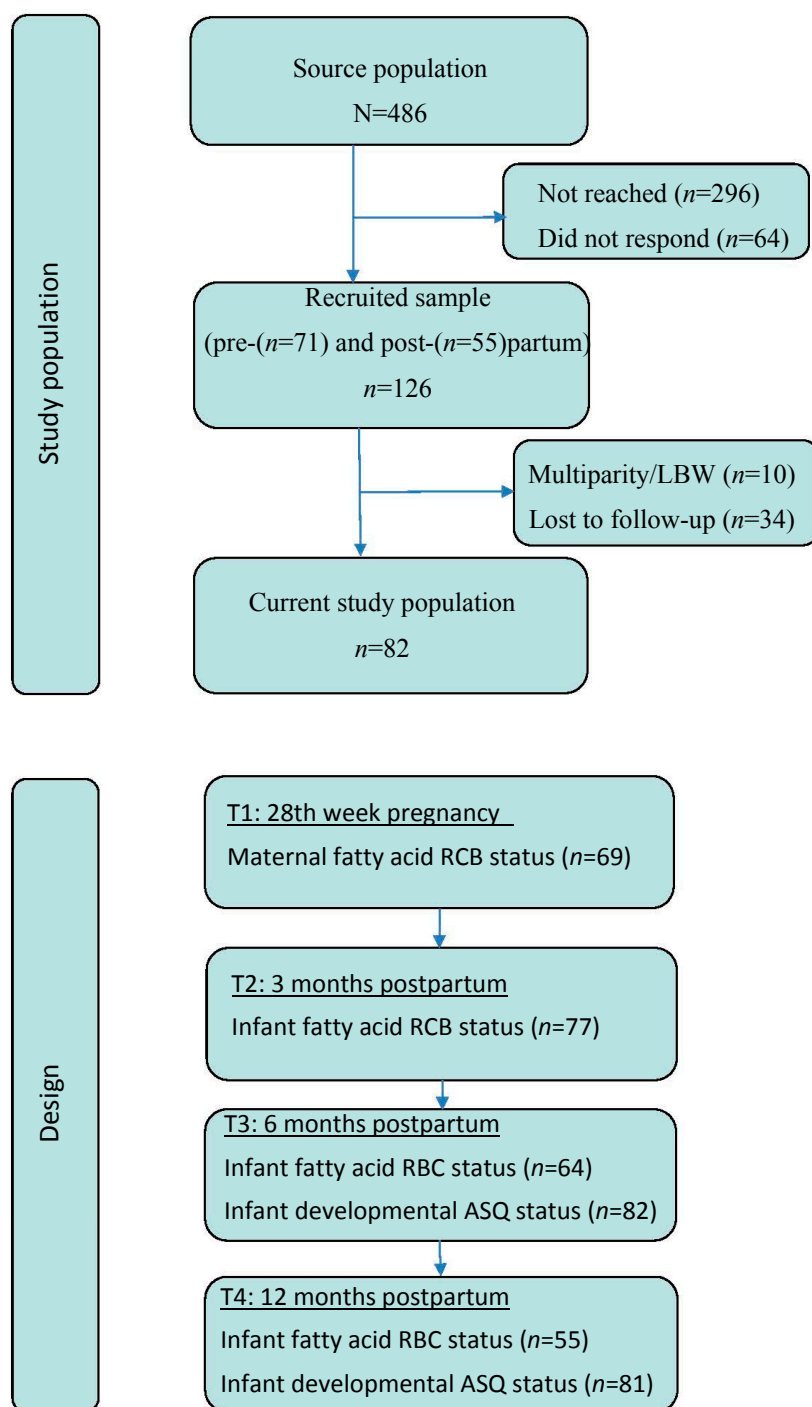 Study population
Source population
N=486
Not reached (n=296)
Did not respond (n=64)
Recruited sample
(pre-(n=71) and post-(n=55)partum)
n=126
Multiparity/LBW (n=10)
Lost to follow-up (n=34)
Current study population
n=82
Design
T1: 28th week pregnancy
Maternal fatty acid RCB status (n=69)
T2: 3 months postpartum
Infant fatty acid RCB status (n=77)
T3: 6 months postpartum
Infant fatty acid RBC status (n=64)
Infant developmental ASQ status (n=82)
T4: 12 months postpartum
Infant fatty acid RBC status (n=55)
Infant developmental ASQ status (n=81)